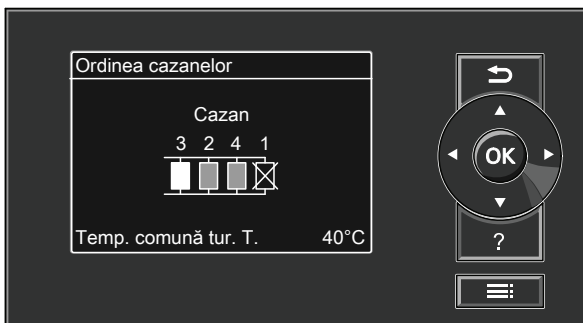 Ordinea cazanelor
Cazan
3 2 4 1
Temp. comună tur. T. 40°C
OK
?